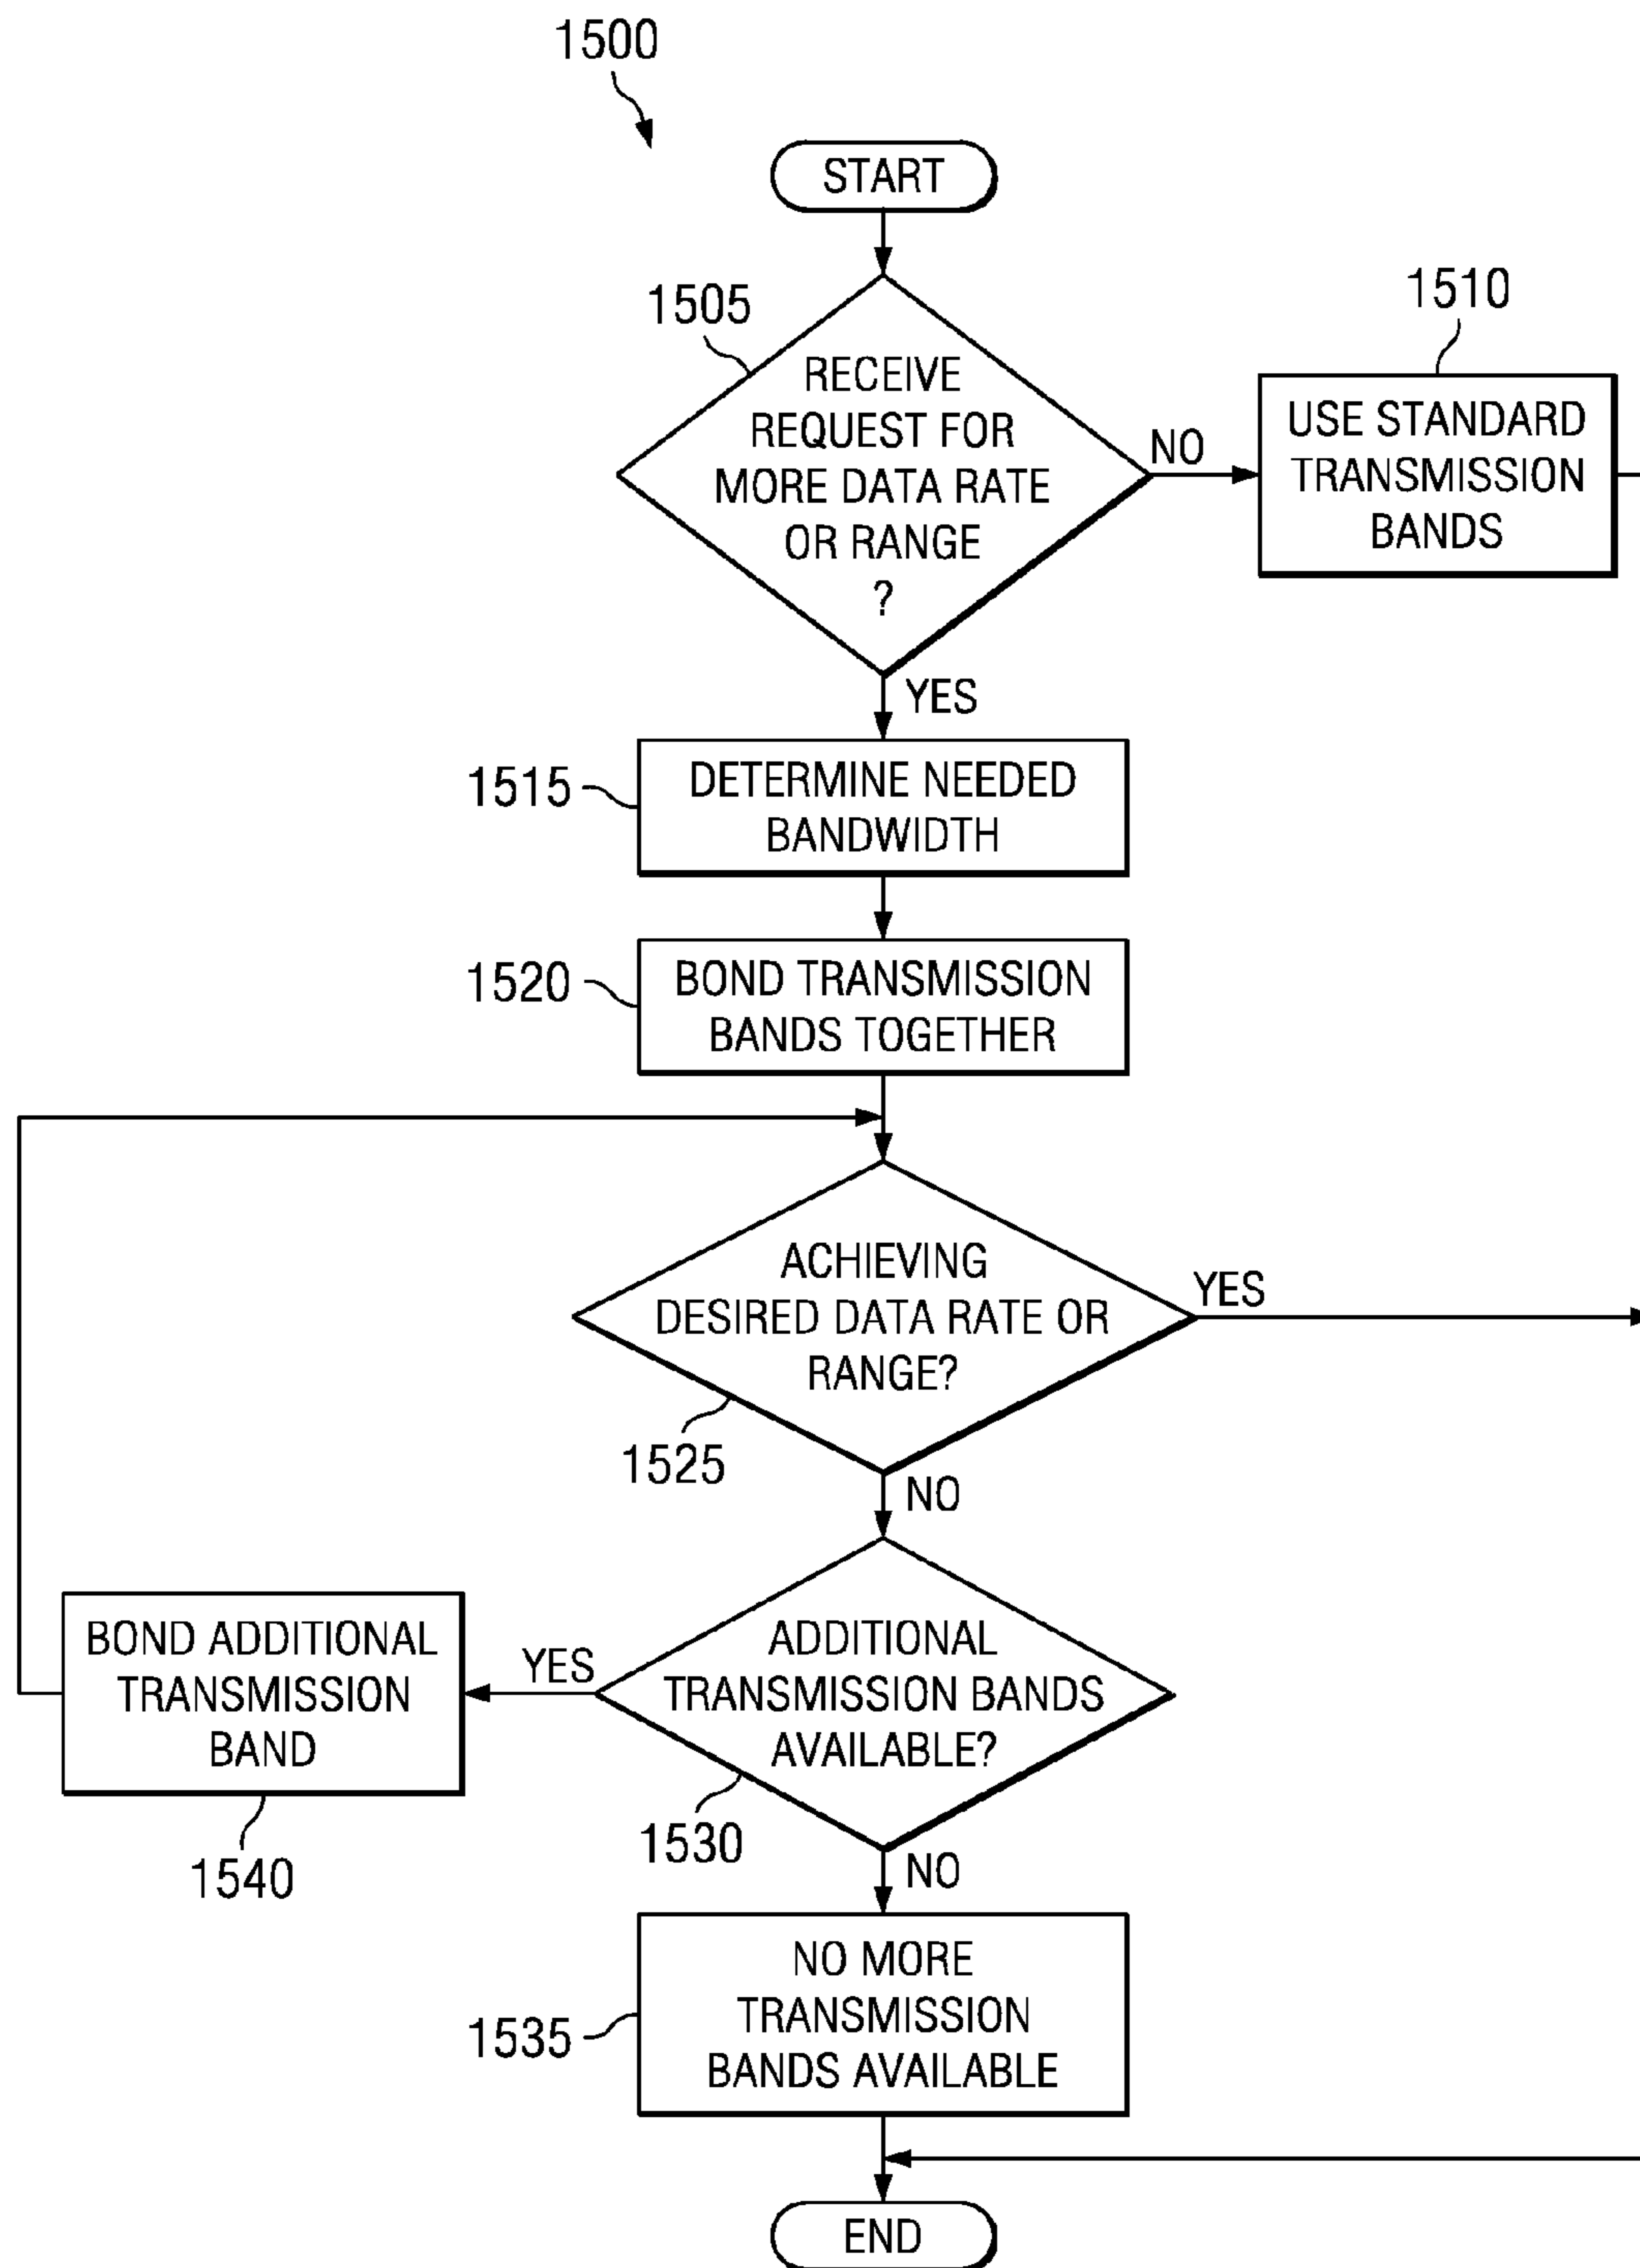 1500
START
1505
RECEIVE
REQUEST FOR
MORE DATA RATE
OR RANGE
?
NO
1510
USE STANDARD
TRANSMISSION
BANDS
YES
1515
DETERMINE NEEDED
BANDWIDTH
1520
BOND TRANSMISSION
BANDS TOGETHER
ACHIEVING
DESIRED DATA RATE OR
RANGE?
YES
1525
NO
ADDITIONAL
TRANSMISSION BANDS
AVAILABLE?
YES
BOND ADDITIONAL
TRANSMISSION
BAND
1530
1540
NO
NO MORE
TRANSMISSION
BANDS AVAILABLE
1535
END